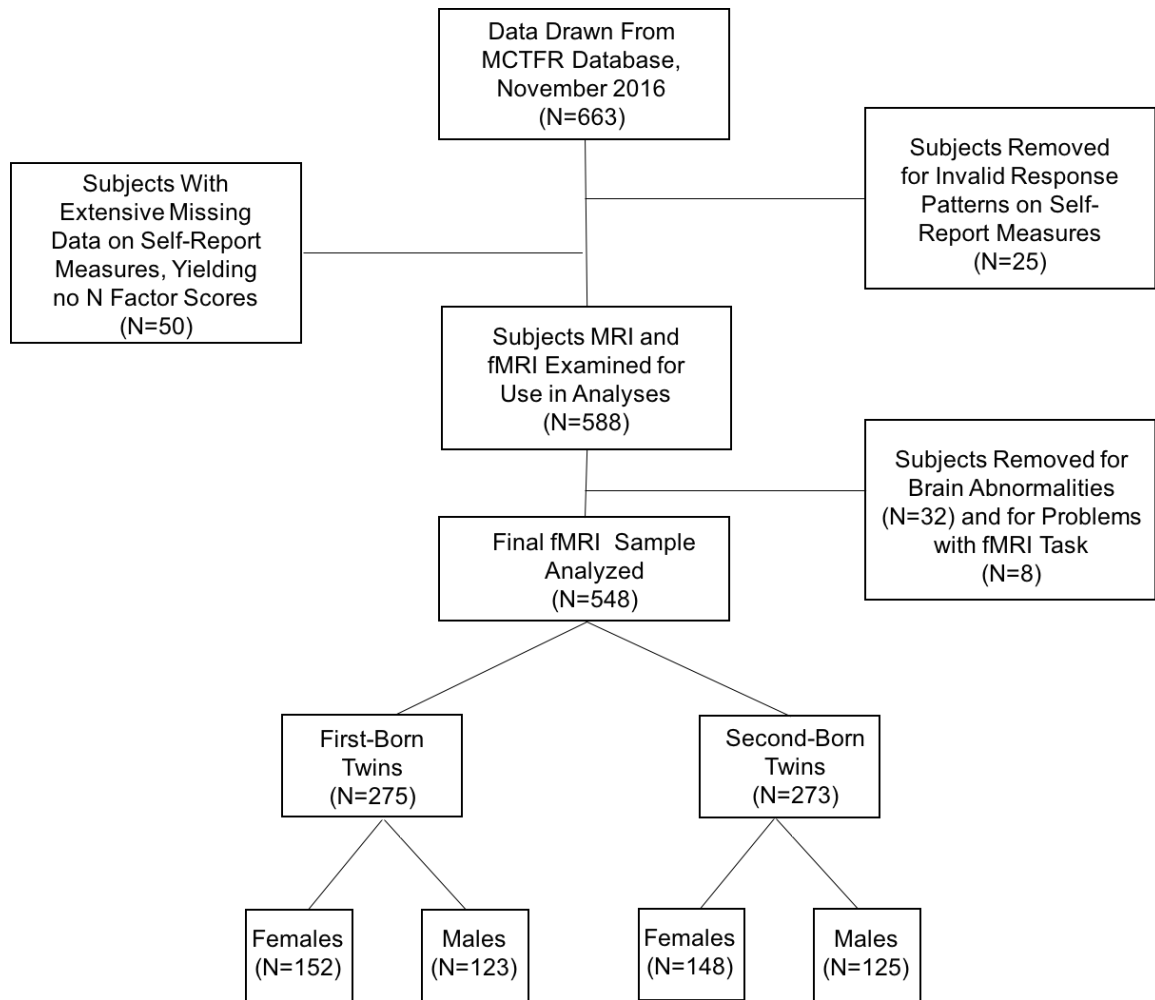 Data Drawn From
MCTFR Database,
November 2016
(N=663)
Subjects Removed
for Invalid Response
Patterns on Self-
Report Measures
(N=25)
Subjects With
Extensive Missing
Data on Self-Report
Measures, Yielding
no N Factor Scores
(N=50)
Subjects MRI and
fMRI Examined for
Use in Analyses
(N=588)
Subjects Removed for
Brain Abnormalities
(N=32) and for Problems
with fMRI Task
(N=8)
Final fMRI Sample
Analyzed
(N=548)
First-Born
Twins
(N=275)
Second-Born
Twins
(N=273)
Females
(N=152)
Males
(N=123)
Females
(N=148)
Males
(N=125)